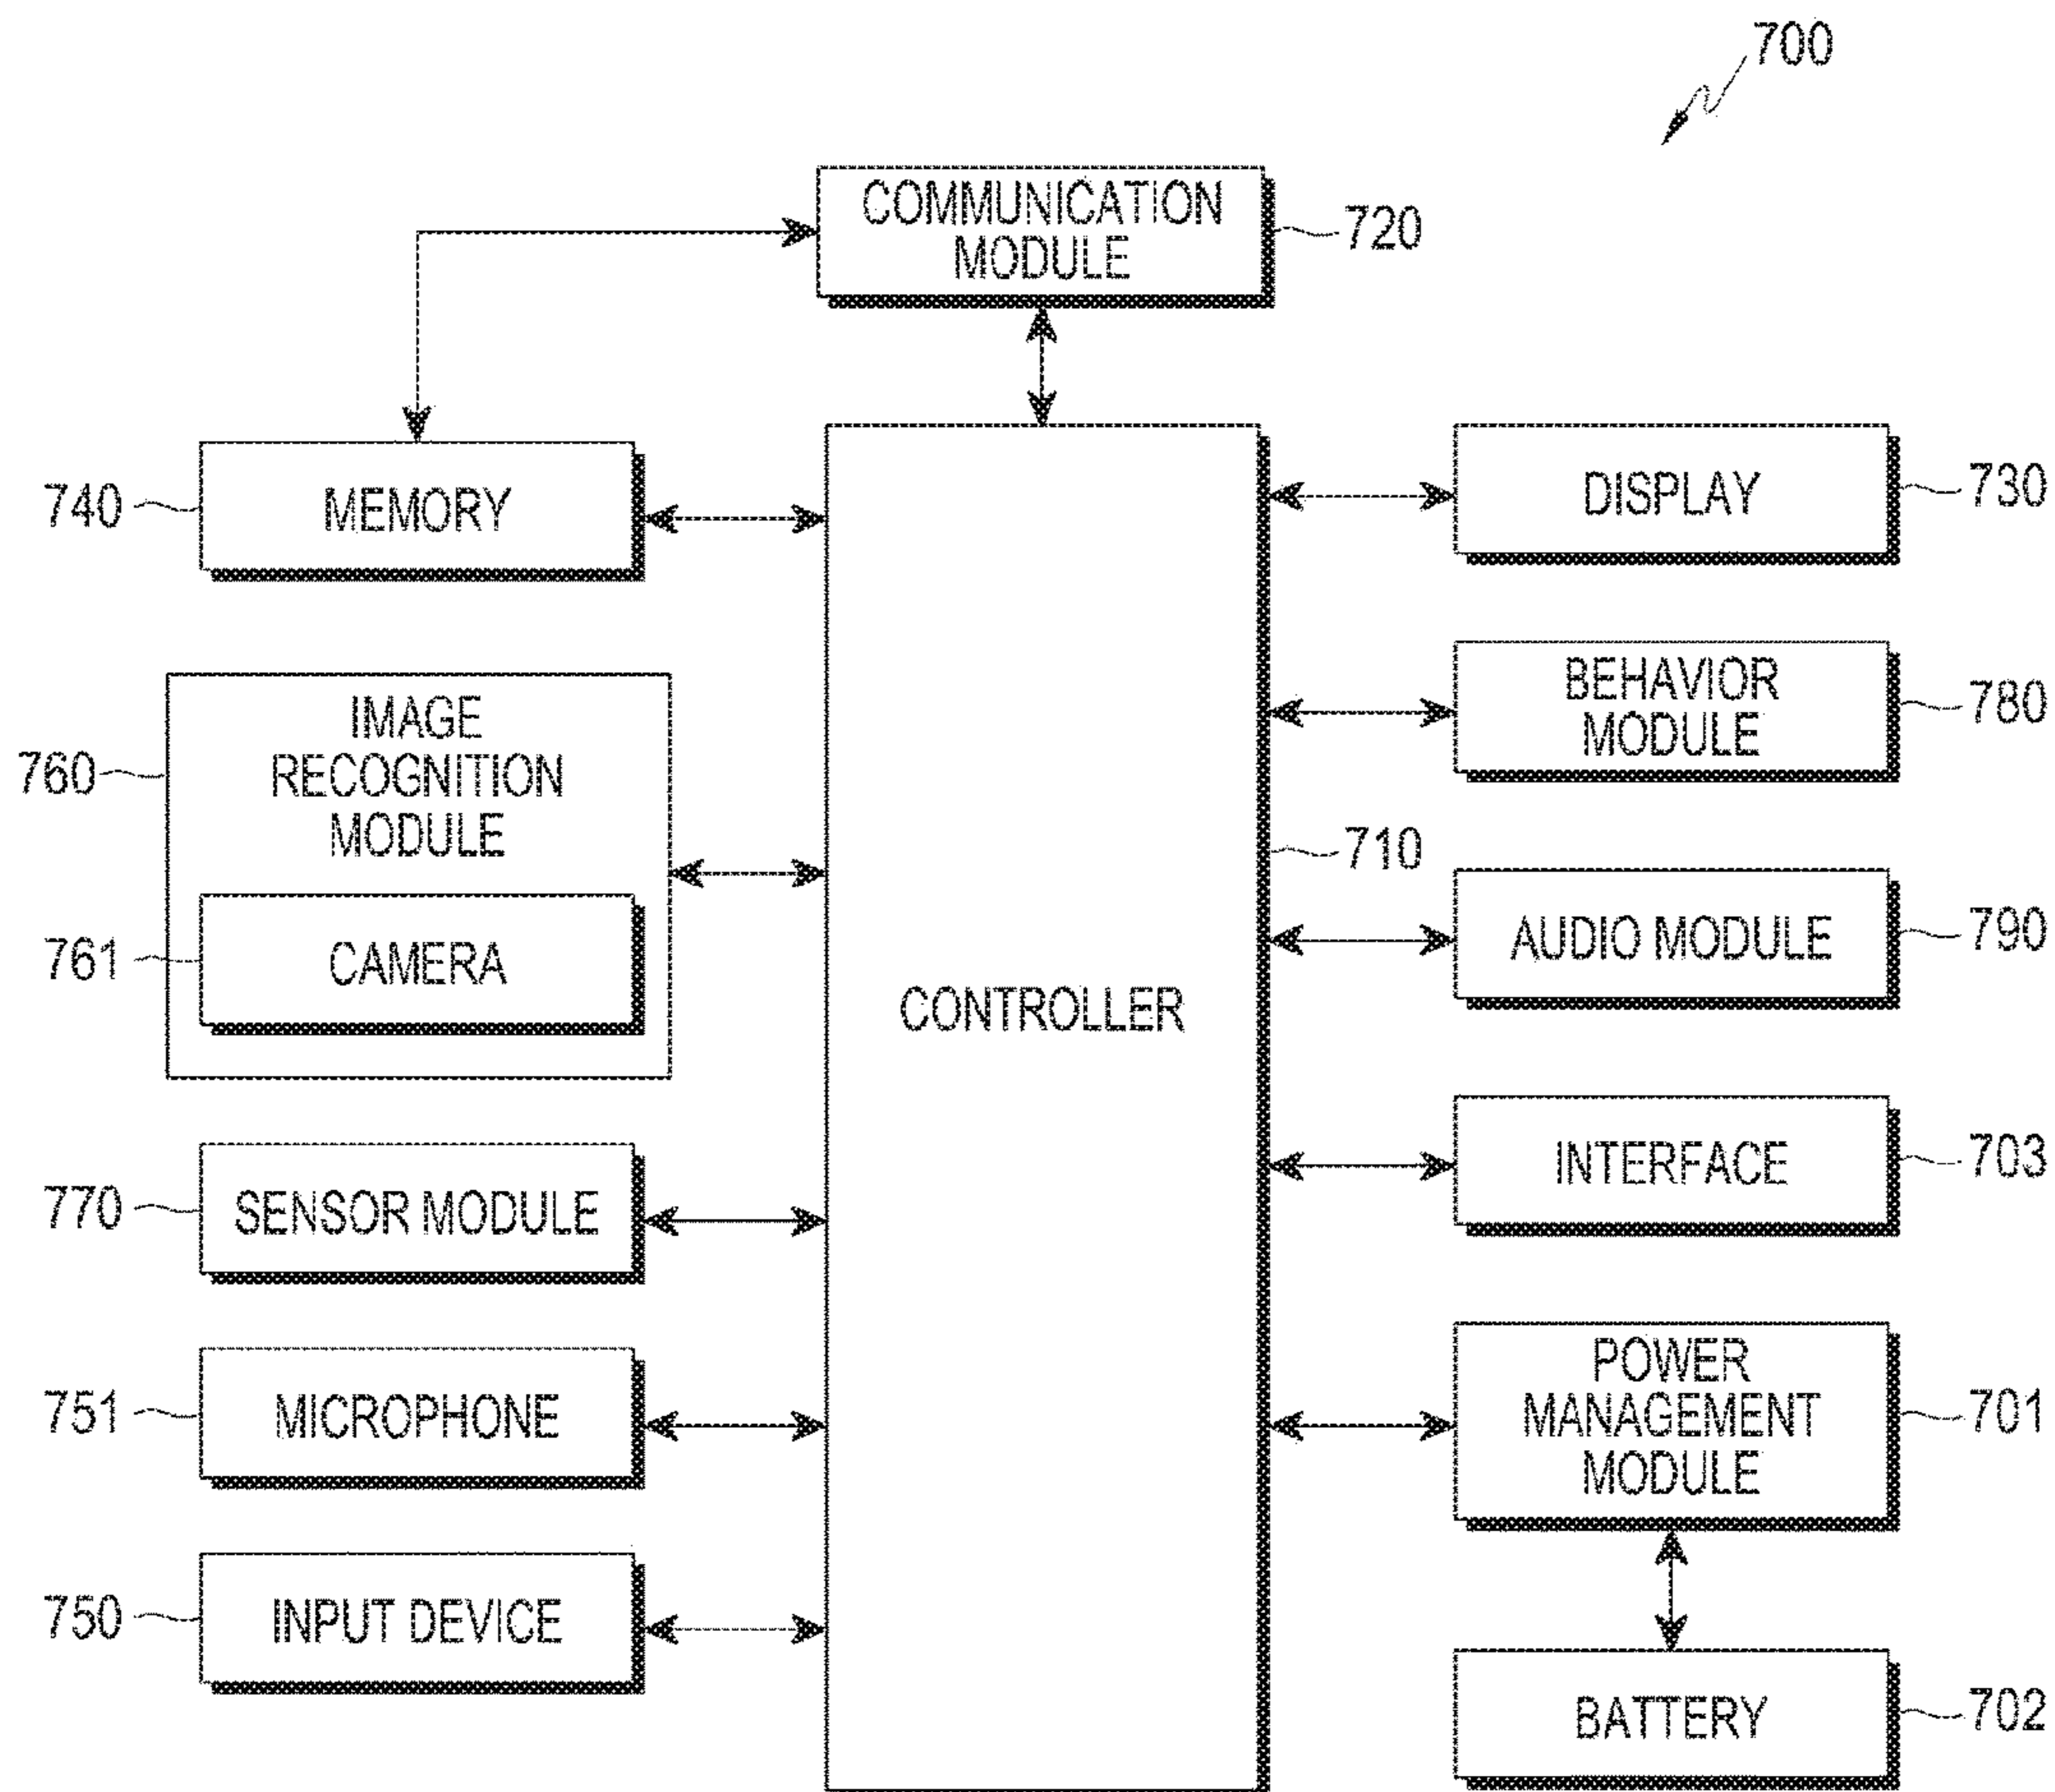 700
COMMUNICATION
MODULE
720
740
MEMORY
DISPLAY
730
760
IMAGE
RECOGNITION
MODULE
761
CAMERA
BEHAVIOR
MODULE
780
710
AUDIO MODULE
790
CONTROLLER
770
SENSOR MODULE
INTERFACE
703
751
MICROPHONE
POWER
MANAGEMENT
MODULE
701
750
INPUT DEVICE
BATTERY
702